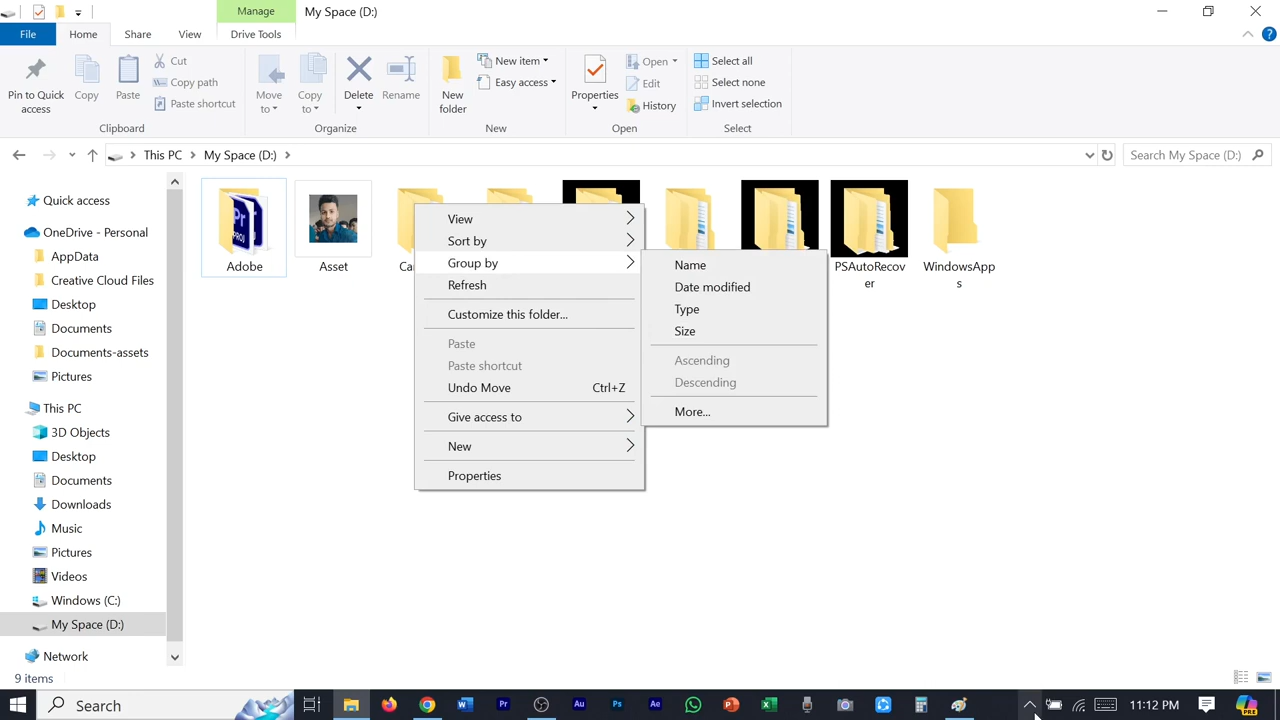 Manage
My Space (D:)
File
Home
Share
View
Drive Tools
Pin to Quick access
Copy
Paste
Cut
Copy path
Paste shortcut
Clipboard
Move to
Copy to
Delete
Rename
Organize
New folder
New item
Easy access
New
Properties
Open
Edit
History
Open
Select all
Select none
Invert selection
Select
This PC
My Space (D:)
Search My Space (D:)
Quick access
OneDrive - Personal
AppData
Creative Cloud Files
Desktop
Documents
Documents-assets
Pictures
This PC
3D Objects
Desktop
Documents
Downloads
Music
Pictures
Videos
Windows (C:)
My Space (D:)
Network
Adobe
Asset
PSAutoRecov
er
WindowsApp
s
View
Sort by
Group by
Refresh
Customize this folder...
Paste
Paste shortcut
Undo Move Ctrl+Z
Give access to
New
Properties
Name
Date modified
Type
Size
Ascending
Descending
More...
9 items
Search
11:12 PM